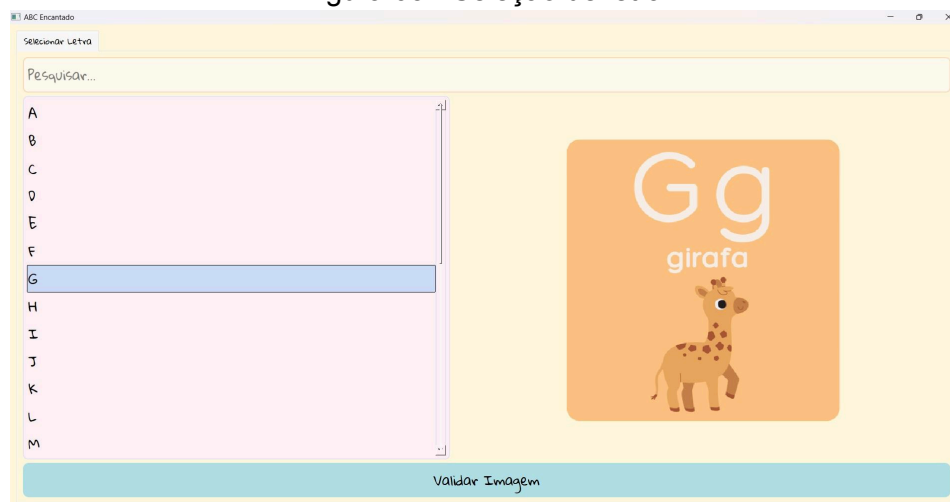 ABC Encantado
Selecionar Letra
Pesquisar...
A
B
C
D
E
F
G
H
I
J
K
L
M
Gg
girafa
Validar Imagem